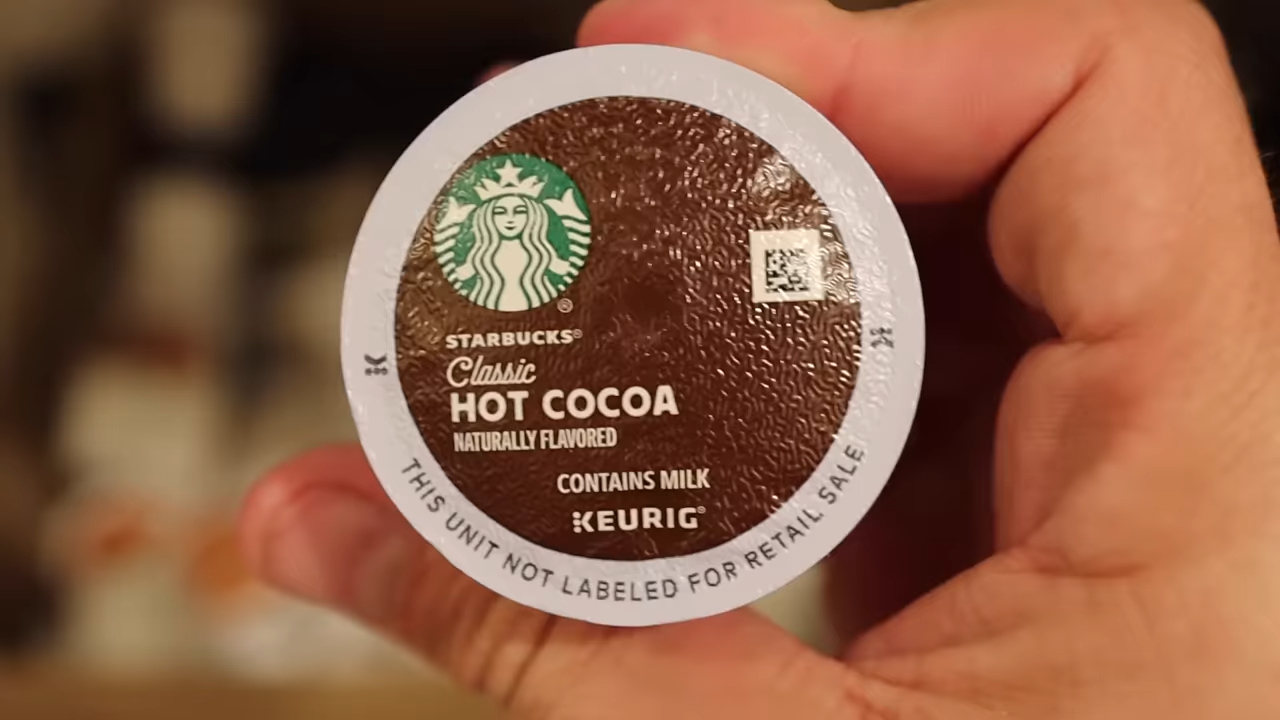 STARBUCKS®
Classic
HOT COCOA
NATURALLY FLAVORED
CONTAINS MILK
KEURIG®
THIS UNIT NOT LABELED FOR RETAIL SALE